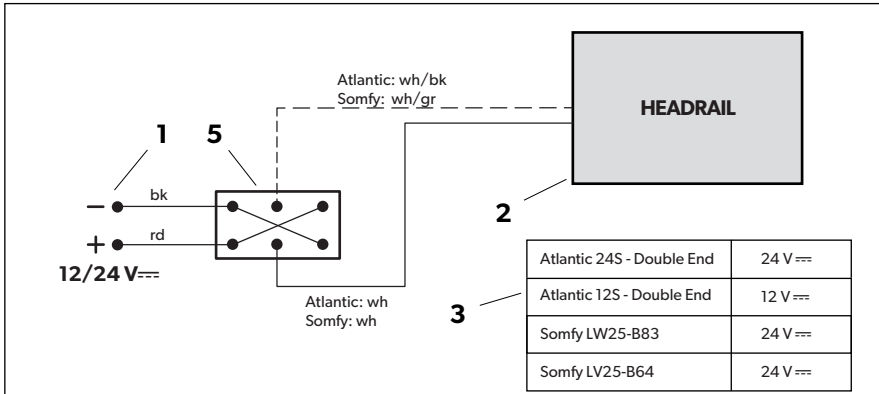 Atlantic: wh/bk
Somfy: wh/gr
HEADRAIL
1
5
bk
2
rd
12/24 V⎓
Atlantic: wh
Somfy: wh
3
Atlantic 24S - Double End 24 V⎓
Atlantic 12S - Double End 12 V⎓
Somfy LW25-B83 24 V⎓
Somfy LV25-B64 24 V⎓